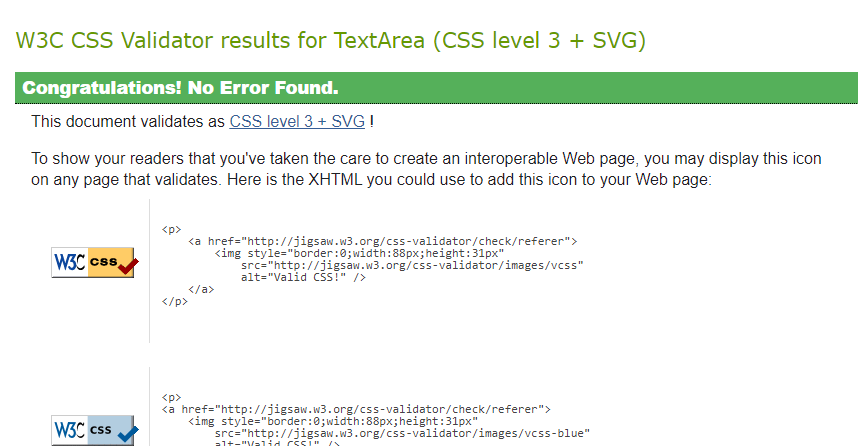 W3C CSS Validator results for TextArea (CSS level 3 + SVG)
Congratulations! No Error Found.
This document validates as CSS level 3 + SVG !
To show your readers that you've taken the care to create an interoperable Web page, you may display this icon
on any page that validates. Here is the XHTML you could use to add this icon to your Web page:
W3C css
<p>
<a href="http://jigsaw.w3.org/css-validator/check/referer">
<img style="border:0;width:88px;height:31px"
src="http://jigsaw.w3.org/css-validator/images/vcss"
alt="Valid CSS!" />
</a>
</p>
W3C css
<p>
<a href="http://jigsaw.w3.org/css-validator/check/referer">
<img style="border:0;width:88px;height:31px"
src="http://jigsaw.w3.org/css-validator/images/vcss-blue"
alt="Valid CSS!" />